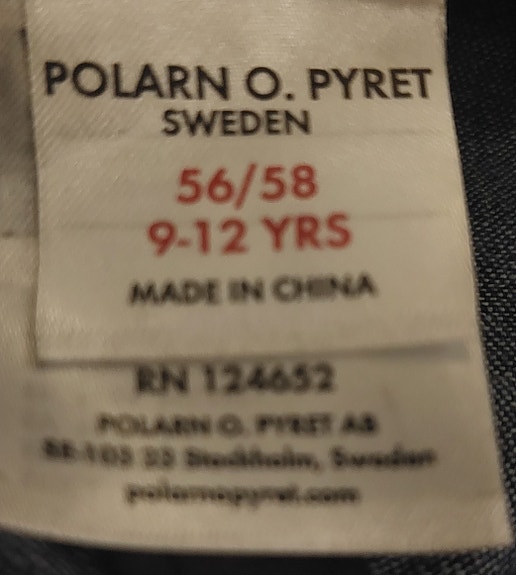 POLARN O. PYRET
SWEDEN
56/58
9-12 YRS
MADE IN CHINA
RN 124652
POLARN O. PYRET AB
Stockholm, Sweden
polarnopyret.com